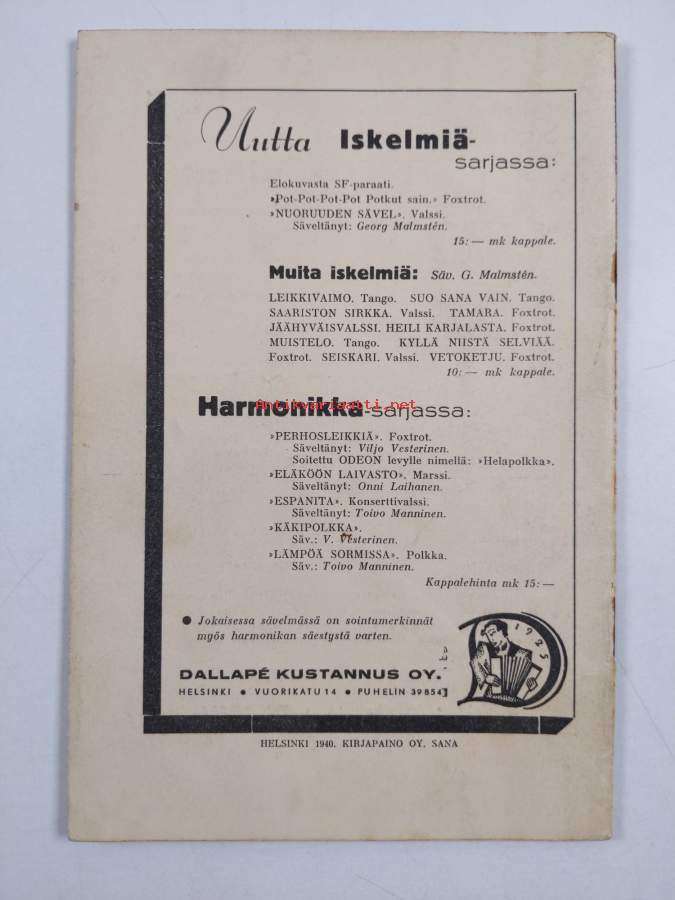 Uutta Iskelmiä-
sarjassa:
Elokuvasta SF-paraati.
»Pot-Pot-Pot-Pot Potkut sain.» Foxtrot.
»NUORUUDEN SÄVEL». Valssi.
Säveltänyt: Georg Malmstén.
15:— mk kappale.
Muita iskelmiä: Säv. G. Malmstén.
LEIKKIVAIMO. Tango. SUO SANA VAIN. Tango.
SAARISTON SIRKKA. Valssi. TAMARA. Foxtrot.
JÄÄHYVÄISVALSSI. HEILI KARJALASTA. Foxtrot.
MUISTELO. Tango. KYLLÄ NIISTÄ SELVIÄÄ.
Foxtrot. SEISKARI. Valssi. VETOKETJU. Foxtrot.
10:— mk kappale.
Harmonikka-sarjassa:
Antikvariaatti.net
»PERHOSLEIKKIÄ». Foxtrot.
Säveltänyt: Viljo Vesterinen.
Soitettu ODEON levylle nimellä: »Helapolkka».
»ELÄKÖÖN LAIVASTO». Marssi.
Säveltänyt: Onni Laihanen.
»ESPANITA». Konserttivalssi.
Säveltänyt: Toivo Manninen.
»KÄKIPOLKKA».
Säv.: V. Vesterinen.
»LÄMPÖÄ SORMISSA». Polkka.
Säv.: Toivo Manninen.
Kappalehinta mk 15:—
● Jokaisessa sävelmässä on sointumerkinnät
myös harmonikan säestystä varten.
DALLAPÉ KUSTANNUS OY.
HELSINKI ● VUORIKATU 14 ● PUHELIN 39854
1925
HELSINKI 1940. KIRJAPAINO OY. SANA